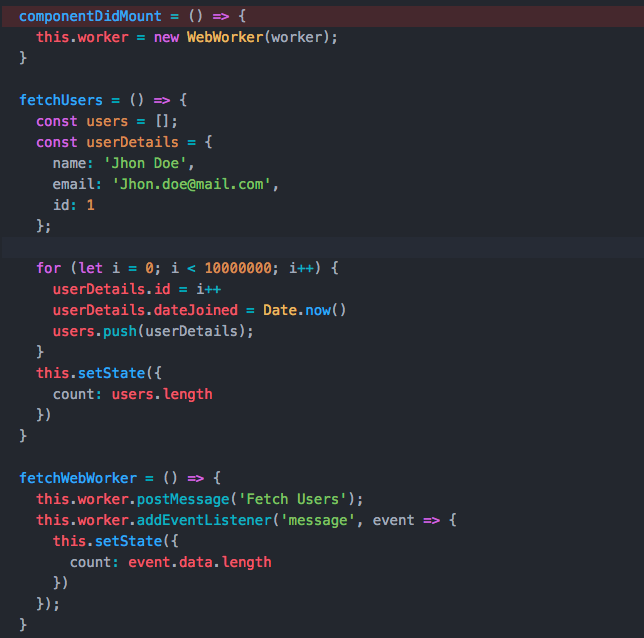 componentDidMount = () => {
  this.worker = new WebWorker(worker);
}

fetchUsers = () => {
  const users = [];
  const userDetails = {
    name: 'Jhon Doe',
    email: 'Jhon.doe@mail.com',
    id: 1
  };

  for (let i = 0; i < 10000000; i++) {
    userDetails.id = i++
    userDetails.dateJoined = Date.now()
    users.push(userDetails);
  }
  this.setState({
    count: users.length
  })
}

fetchWebWorker = () => {
  this.worker.postMessage('Fetch Users');
  this.worker.addEventListener('message', event => {
    this.setState({
      count: event.data.length
    })
  });
}